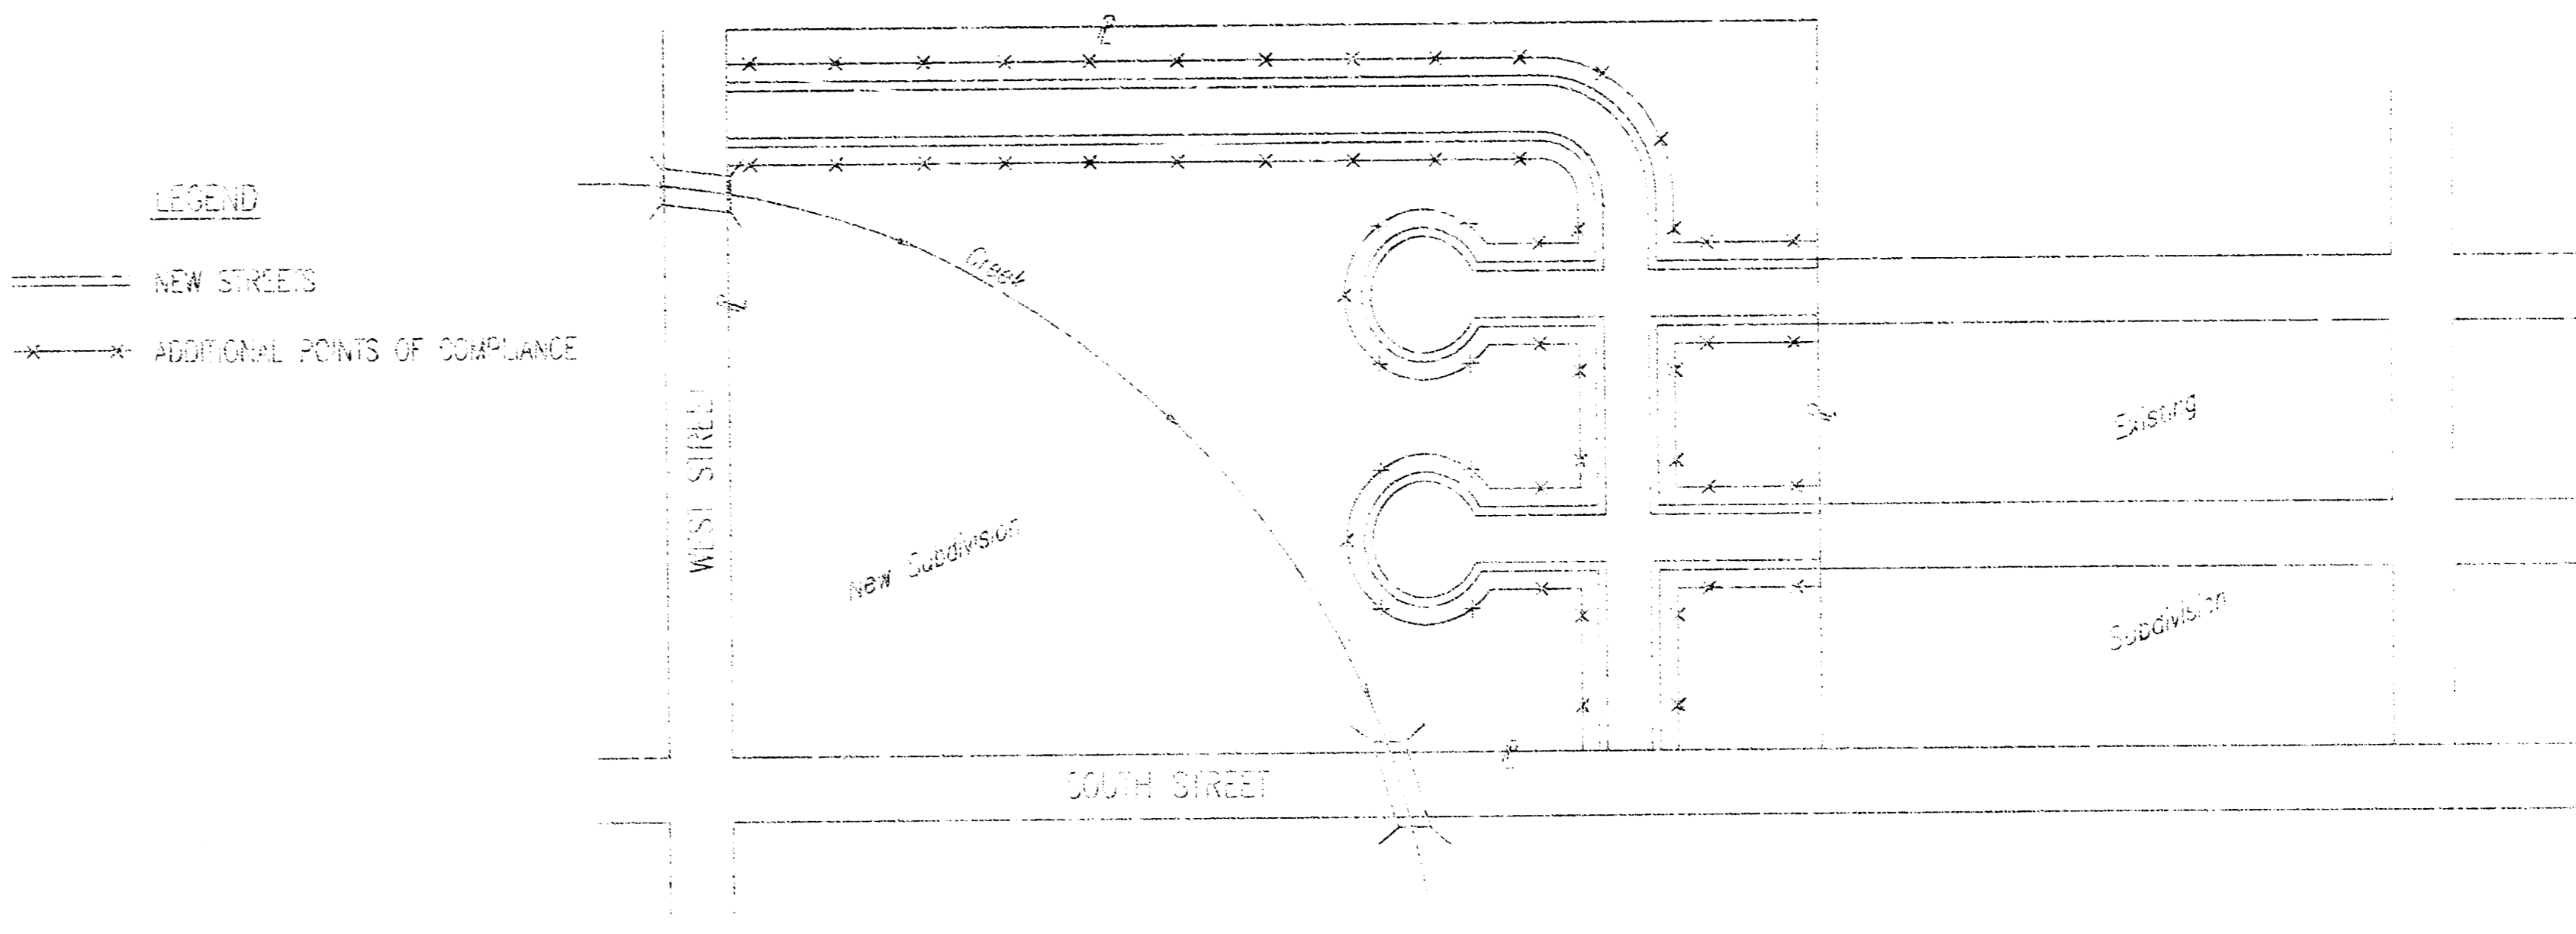 LEGEND
NEW STREETS
ADDITIONAL POINTS OF COMPLIANCE
Creek
WEST STREET
New Subdivision
Existing
Subdivision
SOUTH STREET